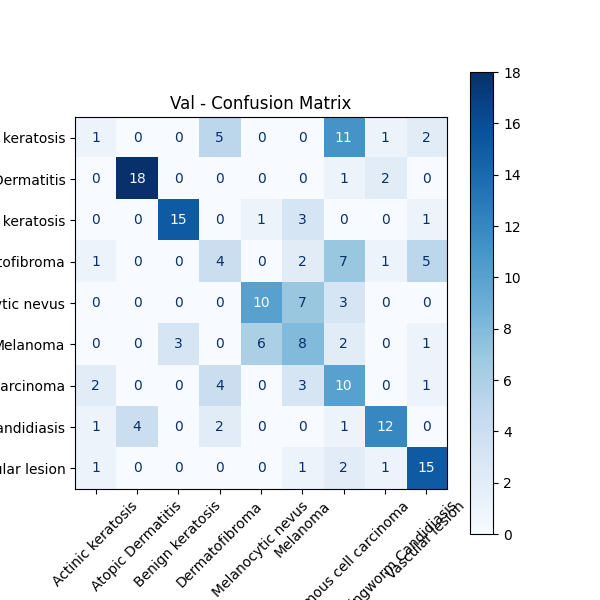 Val - Confusion Matrix
keratosis 1 0 0 5 0 0 11 1 2
Dermatitis 0 18 0 0 0 0 1 2 0
keratosis 0 0 15 0 1 3 0 0 1
tofibroma 1 0 0 4 0 2 7 1 5
ytic nevus 0 0 0 0 10 7 3 0 0
Melanoma 0 0 3 0 6 8 2 0 1
arcinoma 2 0 0 4 0 3 10 0 1
andidiasis 1 4 0 2 0 0 1 12 0
ular lesion 1 0 0 0 0 1 2 1 15
Actinic keratosis
Atopic Dermatitis
Benign keratosis
Dermatofibroma
Melanocytic nevus
Melanoma
mous cell carcinoma
ingworm Candidiasis
Vascular lesion
18
16
14
12
10
8
6
4
2
0